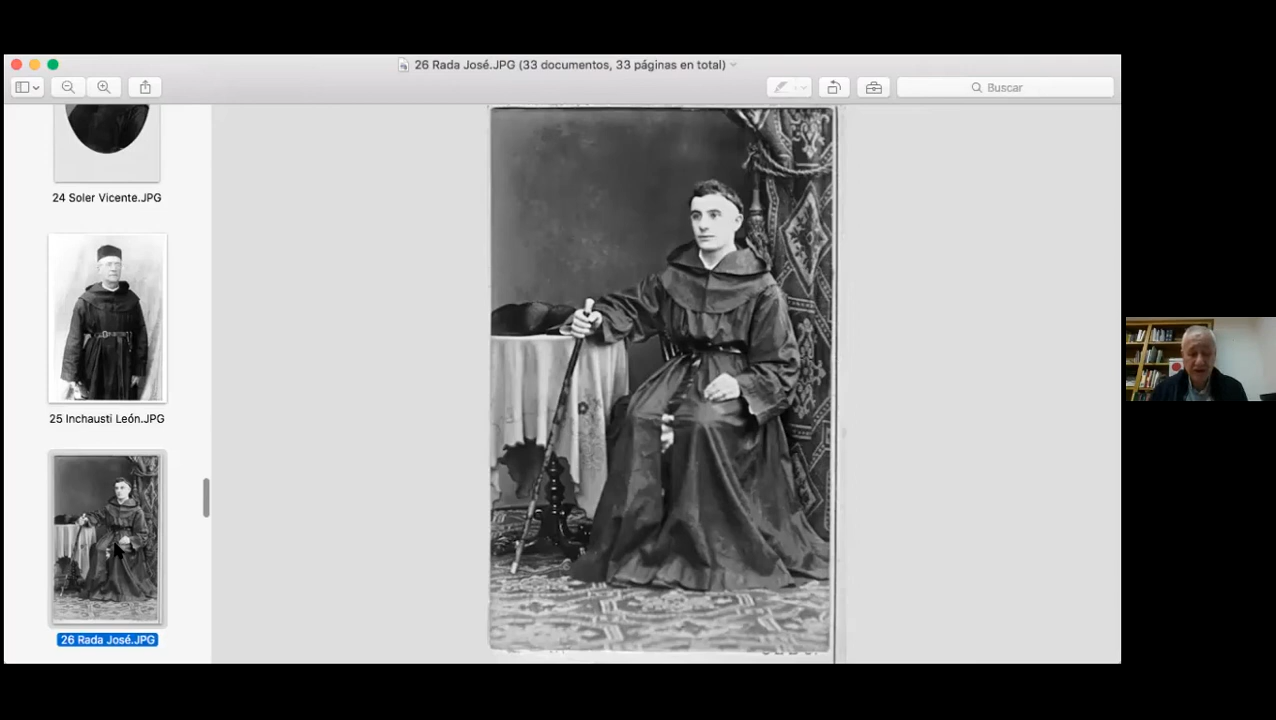 26 Rada José.JPG (33 documentos, 33 páginas en total)
Buscar
24 Soler Vicente.JPG
25 Inchausti León.JPG
26 Rada José.JPG